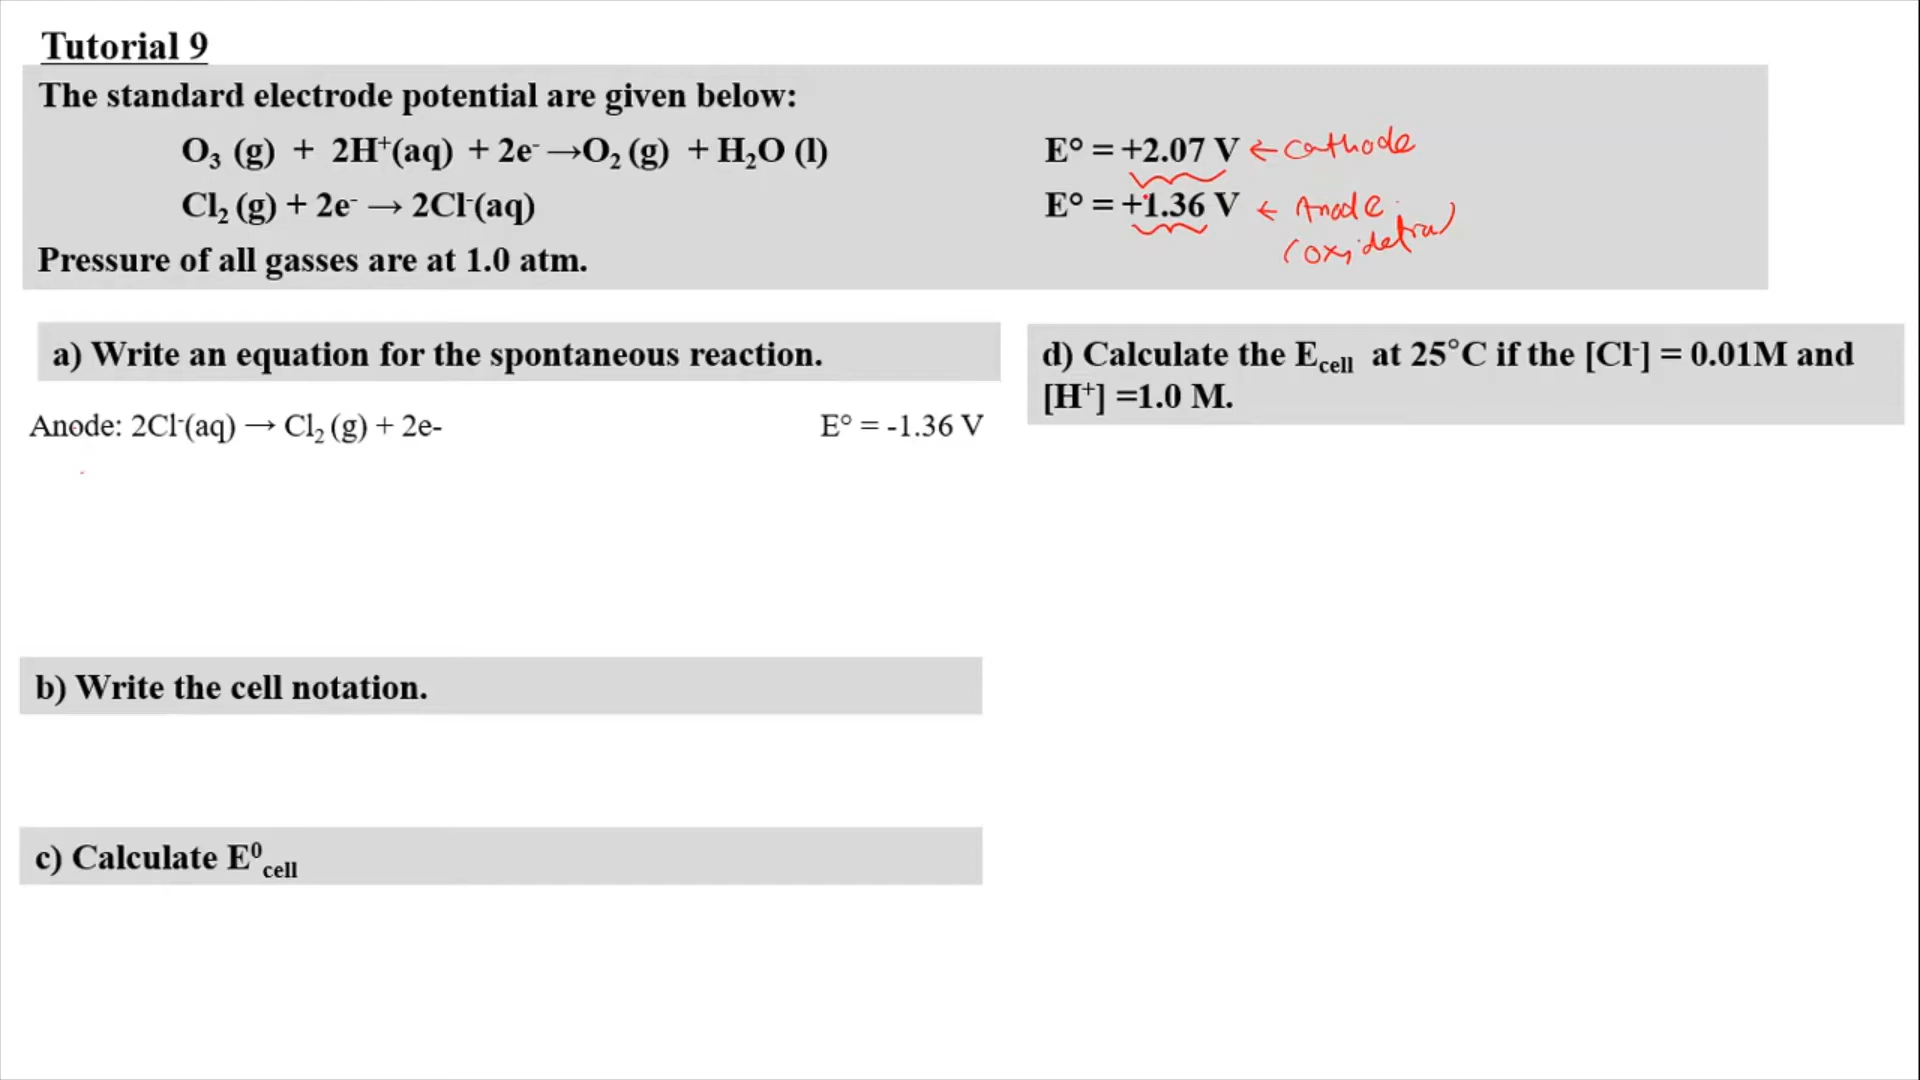 Tutorial 9
The standard electrode potential are given below:
O₃ (g) + 2H⁺(aq) + 2e⁻ →O₂ (g) + H₂O (l) E° = +2.07 V ← cathode
Cl₂ (g) + 2e⁻ → 2Cl⁻(aq) E° = +1.36 V ← Anode
Pressure of all gasses are at 1.0 atm.
a) Write an equation for the spontaneous reaction.
Anode: 2Cl⁻(aq) → Cl₂ (g) + 2e- E° = -1.36 V
b) Write the cell notation.
c) Calculate E⁰cell
d) Calculate the Ecell at 25°C if the [Cl⁻] = 0.01M and
[H⁺] =1.0 M.